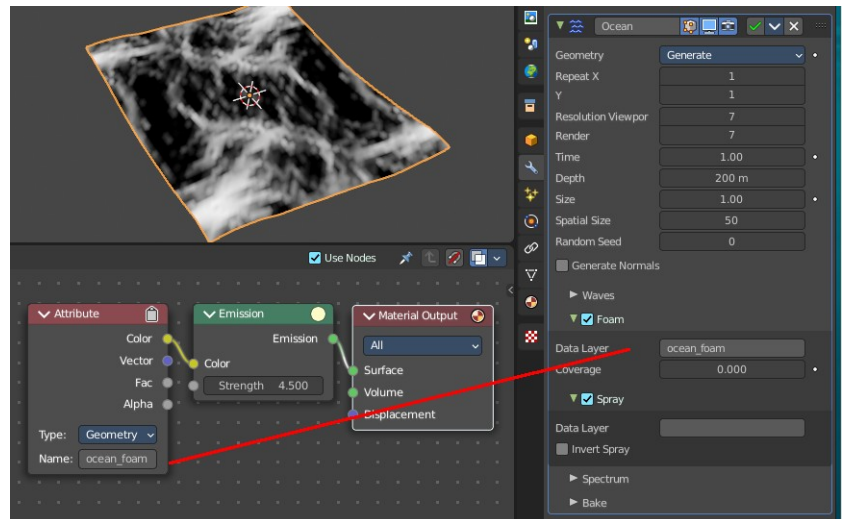 Ocean
Geometry Generate
Repeat X 1
Y 1
Resolution Viewpor 7
Render 7
Time 1.00
Depth 200 m
Size 1.00
Spatial Size 50
Random Seed 0
Generate Normals
Waves
Foam
Data Layer ocean_foam
Coverage 0.000
Spray
Data Layer
Invert Spray
Spectrum
Bake
Use Nodes
Attribute
Color
Vector
Fac
Alpha
Type: Geometry
Name: ocean_foam
Emission
Emission
Color
Strength 4.500
Material Output
All
Surface
Volume
Displacement